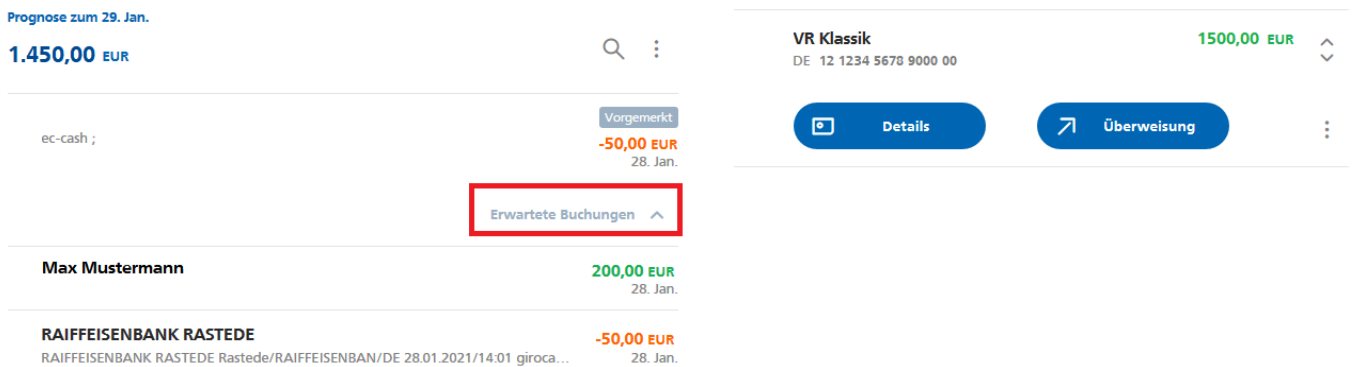 Prognose zum 29. Jan.
1.450,00 EUR
Vorgemerkt
ec-cash ;
-50,00 EUR
28. Jan.
Erwartete Buchungen
Max Mustermann
200,00 EUR
28. Jan.
RAIFFEISENBANK RASTEDE
-50,00 EUR
RAIFFEISENBANK RASTEDE Rastede/RAIFFEISENBAN/DE 28.01.2021/14:01 giroca...
28. Jan.
VR Klassik
1500,00 EUR
DE 12 1234 5678 9000 00
Details
Überweisung